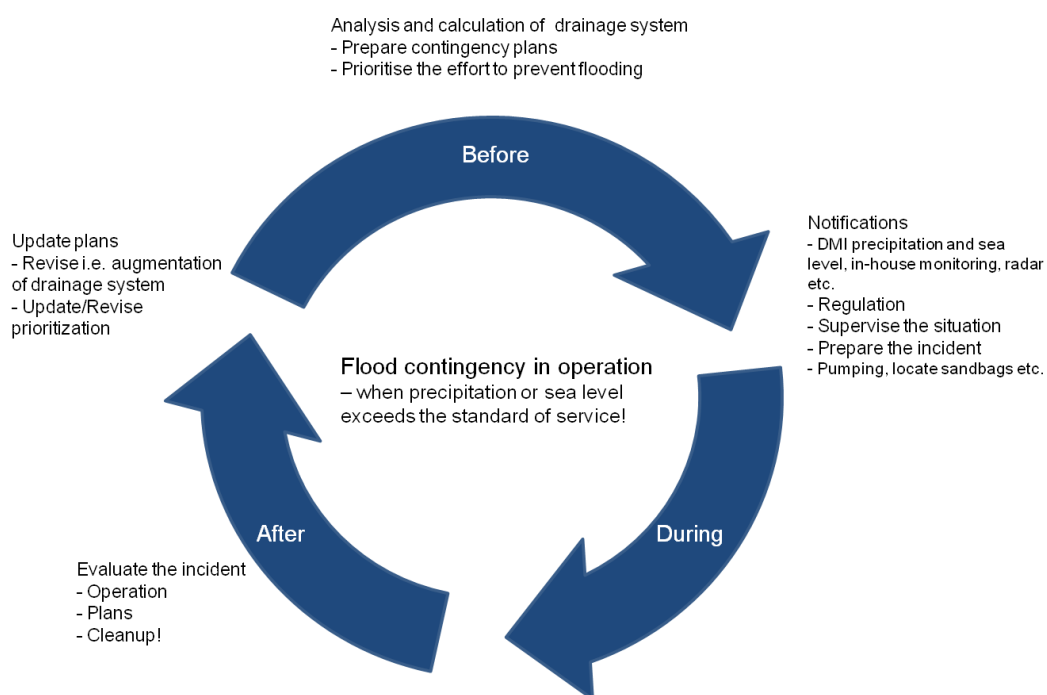 Analysis and calculation of drainage system
- Prepare contingency plans
- Prioritise the effort to prevent flooding
Before
Notifications
- DMI precipitation and sea
level, in-house monitoring, radar
etc.
- Regulation
- Supervise the situation
- Prepare the incident
- Pumping, locate sandbags etc.
Update plans
- Revise i.e. augmentation
of drainage system
- Update/Revise
prioritization
Flood contingency in operation
– when precipitation or sea level
exceeds the standard of service!
During
After
Evaluate the incident
- Operation
- Plans
- Cleanup!